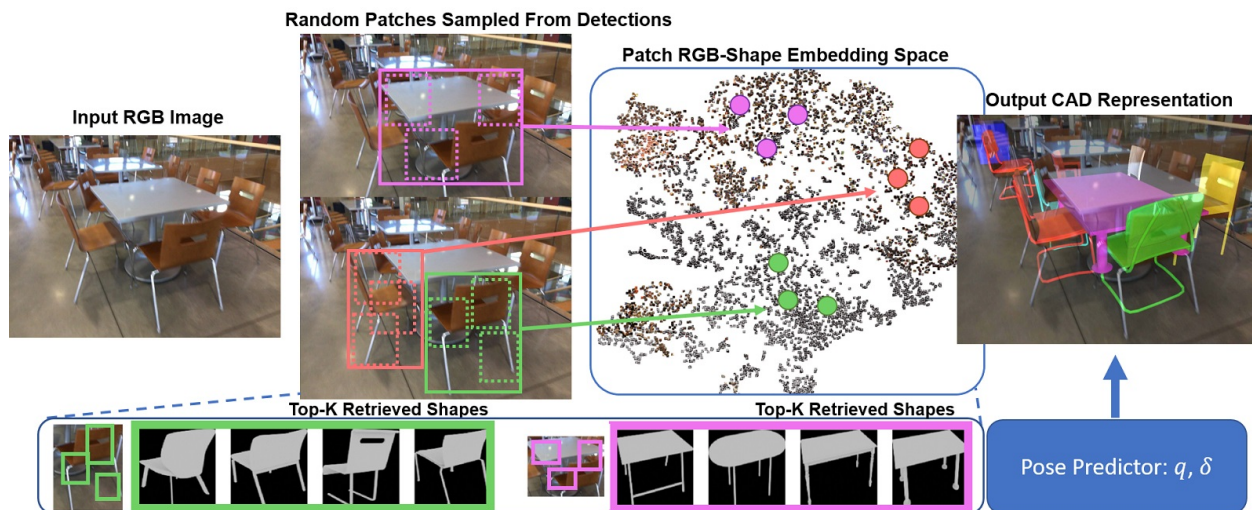 Random Patches Sampled From Detections
Patch RGB-Shape Embedding Space
Input RGB Image
Output CAD Representation
Top-K Retrieved Shapes
Top-K Retrieved Shapes
Pose Predictor: q, δ